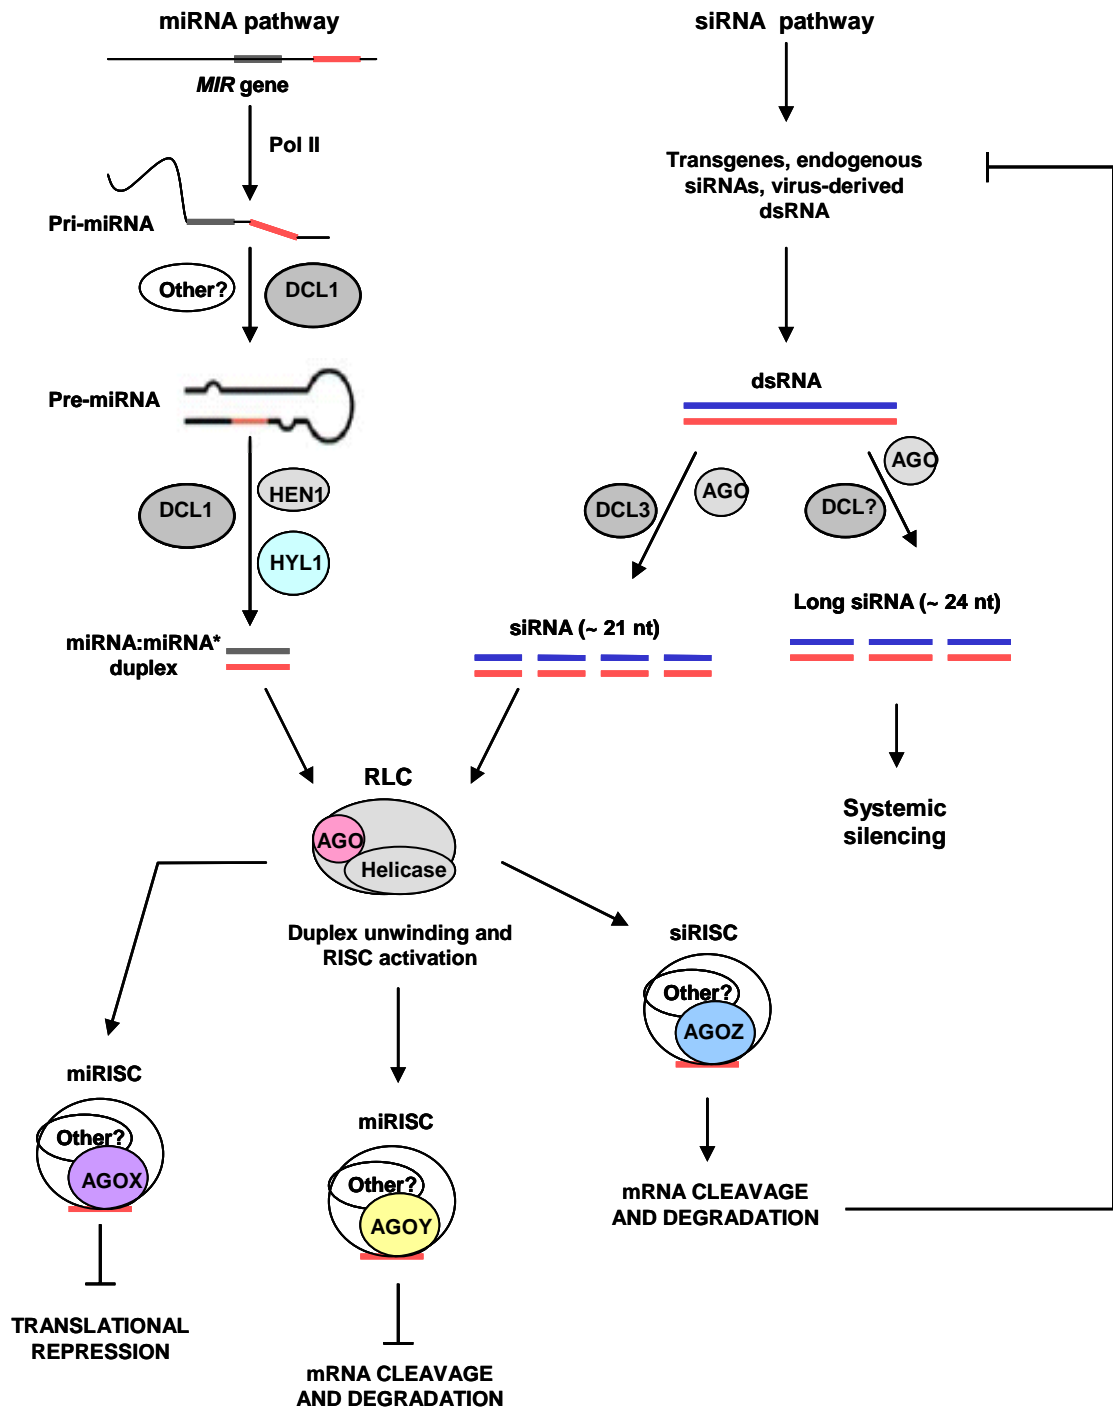 miRNA pathway
MIR gene
Pol II
Pri-miRNA
Other?
DCL1
Pre-miRNA
DCL1
HEN1
HYL1
miRNA:miRNA*
duplex
siRNA pathway
Transgenes, endogenous
siRNAs, virus-derived
dsRNA
dsRNA
DCL3
AGO
DCL?
AGO
siRNA (~ 21 nt)
Long siRNA (~ 24 nt)
Systemic
silencing
RLC
AGO
Helicase
Duplex unwinding and
RISC activation
miRISC
Other?
AGOX
TRANSLATIONAL
REPRESSION
miRISC
Other?
AGOY
mRNA CLEAVAGE
AND DEGRADATION
siRISC
Other?
AGOZ
mRNA CLEAVAGE
AND DEGRADATION